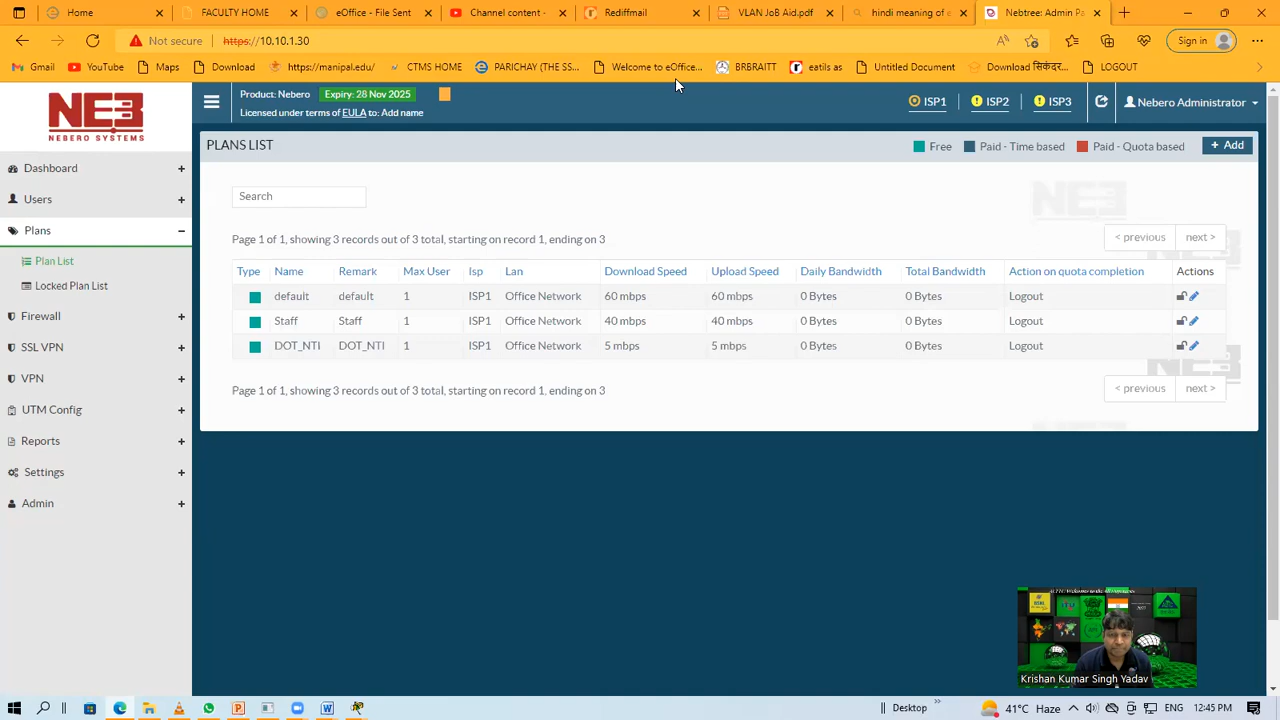 Home
FACULTY HOME
eOffice - File Sent
Channel content -
Rediffmail
VLAN JoB Aid.pdf
hindi meaning of
Nebtree: Admin Pa
Not secure
https://10.10.1.30
Sign in
Gmail
YouTube
Maps
Download
https://manipal.edu/
CTMS HOME
PARICHAY (THE SS...
Welcome to eOffice...
BRBRAITT
eatils as
Untitled Document
Download सिकंदर...
LOGOUT
NEB
NEBERO SYSTEMS
Product: Nebero
Expiry: 28 Nov 2025
Licensed under terms of EULA to: Add name
ISP1
ISP2
ISP3
Nebero Administrator
Dashboard +
Users +
Plans −
Plan List
Locked Plan List
Firewall +
SSL VPN +
VPN +
UTM Config +
Reports +
Settings +
Admin +
PLANS LIST
Free
Paid - Time based
Paid - Quota based
+ Add
Search
Page 1 of 1, showing 3 records out of 3 total, starting on record 1, ending on 3
< previous next >
Type Name Remark Max User Isp Lan Download Speed Upload Speed Daily Bandwidth Total Bandwidth Action on quota completion Actions
default default 1 ISP1 Office Network 60 mbps 60 mbps 0 Bytes 0 Bytes Logout
Staff Staff 1 ISP1 Office Network 40 mbps 40 mbps 0 Bytes 0 Bytes Logout
DOT_NTI DOT_NTI 1 ISP1 Office Network 5 mbps 5 mbps 0 Bytes 0 Bytes Logout
Page 1 of 1, showing 3 records out of 3 total, starting on record 1, ending on 3
< previous next >
Krishan Kumar Singh Yadav
Desktop
41°C Haze
12:45 PM